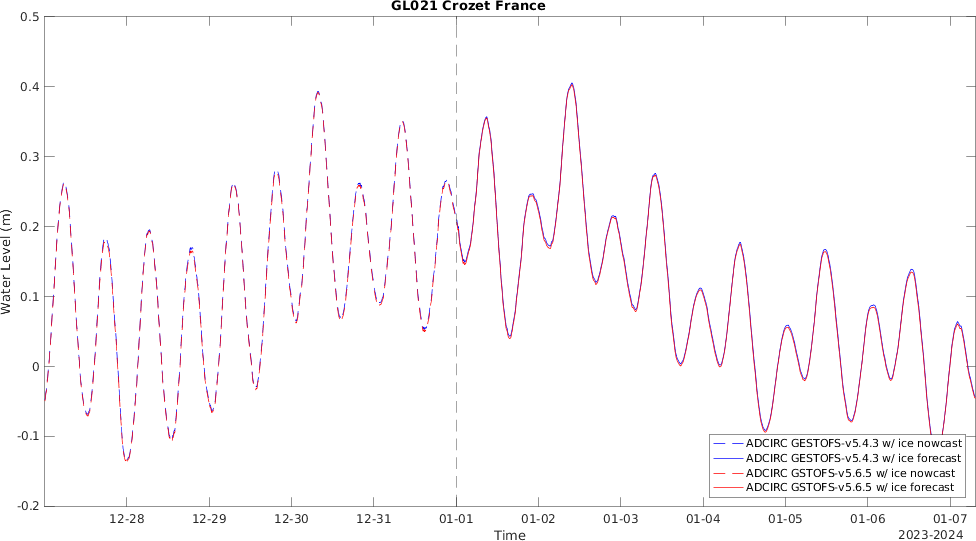 GL021 Crozet France
0.5
0.4
0.3
0.2
0.1
0
-0.1
-0.2
Water Level (m)
ADCIRC GESTOFS-v5.4.3 w/ ice nowcast
ADCIRC GESTOFS-v5.4.3 w/ ice forecast
ADCIRC GSTOFS-v5.6.5 w/ ice nowcast
ADCIRC GSTOFS-v5.6.5 w/ ice forecast
12-28 12-29 12-30 12-31 01-01 01-02 01-03 01-04 01-05 01-06 01-07
Time
2023-2024